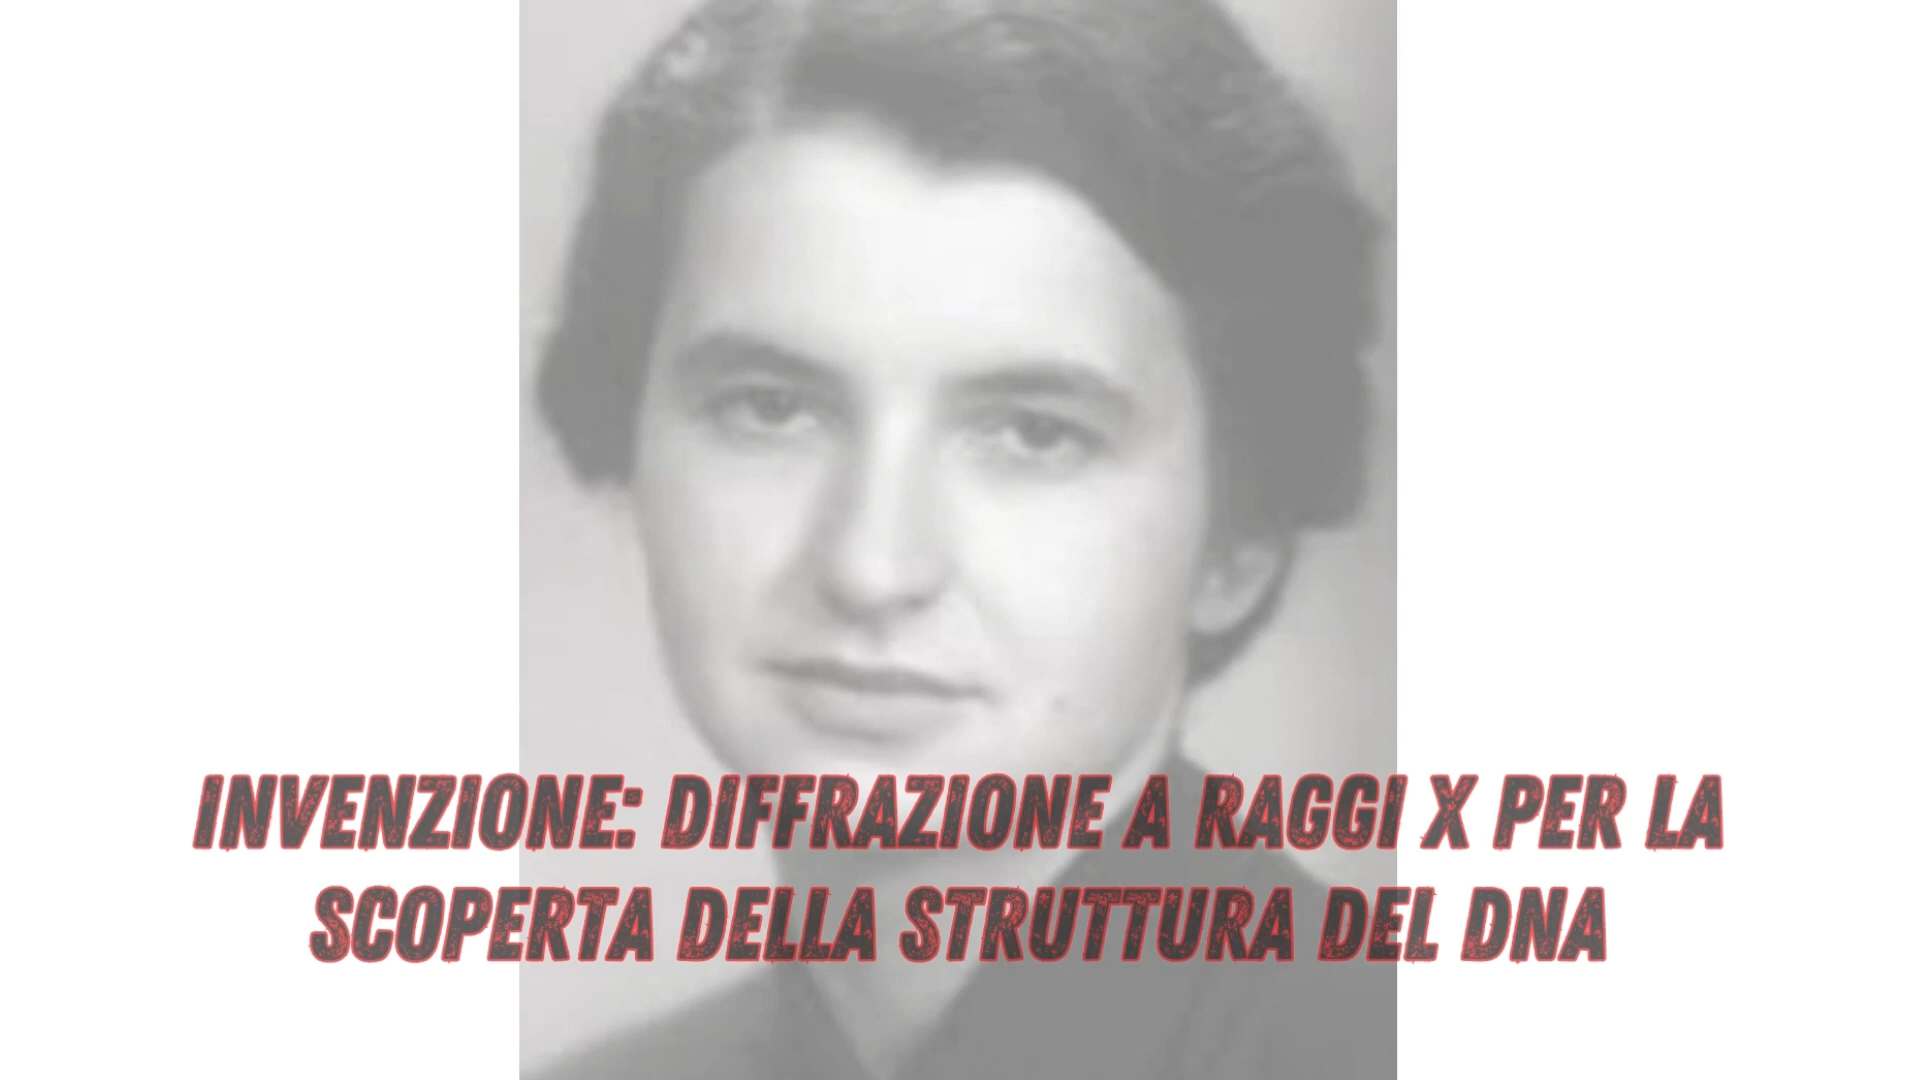 INVENZIONE: DIFFRAZIONE A RAGGI X PER LA
SCOPERTA DELLA STRUTTURA DEL DNA